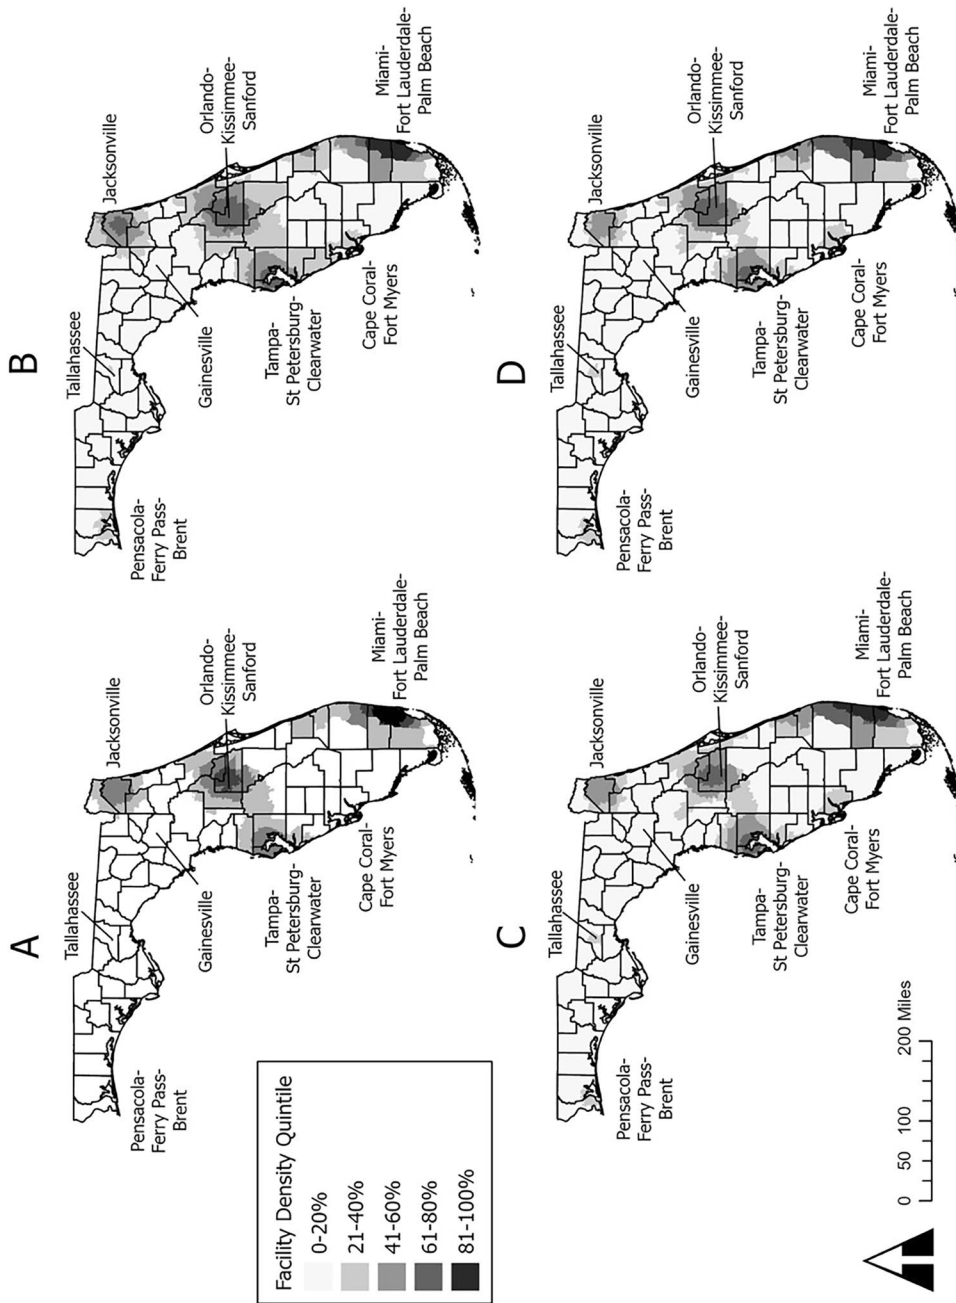 A
Tallahassee
Jacksonville
Orlando-
Kissimmee-
Sanford
Pensacola-
Ferry Pass-
Brent
Gainesville
Tampa-
St Petersburg-
Clearwater
Cape Coral-
Fort Myers
Miami-
Fort Lauderdale-
Palm Beach
B
Tallahassee
Jacksonville
Orlando-
Kissimmee-
Sanford
Pensacola-
Ferry Pass-
Brent
Gainesville
Tampa-
St Petersburg-
Clearwater
Cape Coral-
Fort Myers
Miami-
Fort Lauderdale-
Palm Beach
Facility Density Quintile
0-20%
21-40%
41-60%
61-80%
81-100%
C
Tallahassee
Jacksonville
Orlando-
Kissimmee-
Sanford
Pensacola-
Ferry Pass-
Brent
Gainesville
Tampa-
St Petersburg-
Clearwater
Cape Coral-
Fort Myers
Miami-
Fort Lauderdale-
Palm Beach
D
Tallahassee
Jacksonville
Orlando-
Kissimmee-
Sanford
Pensacola-
Ferry Pass-
Brent
Gainesville
Tampa-
St Petersburg-
Clearwater
Cape Coral-
Fort Myers
Miami-
Fort Lauderdale-
Palm Beach
0 50 100 200 Miles